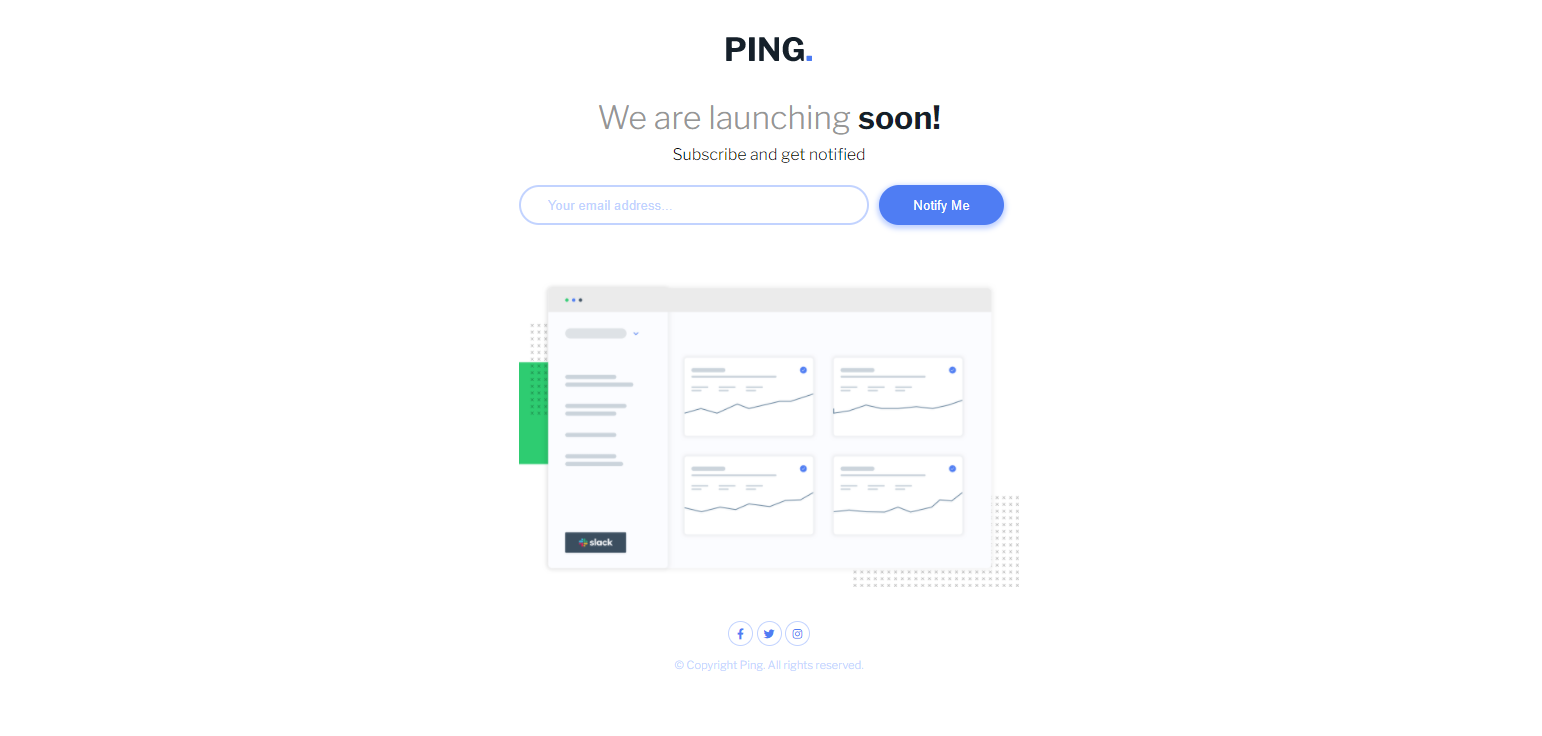 PING.
We are launching soon!
Subscribe and get notified
Your email address...
Notify Me
slack
© Copyright Ping. All rights reserved.